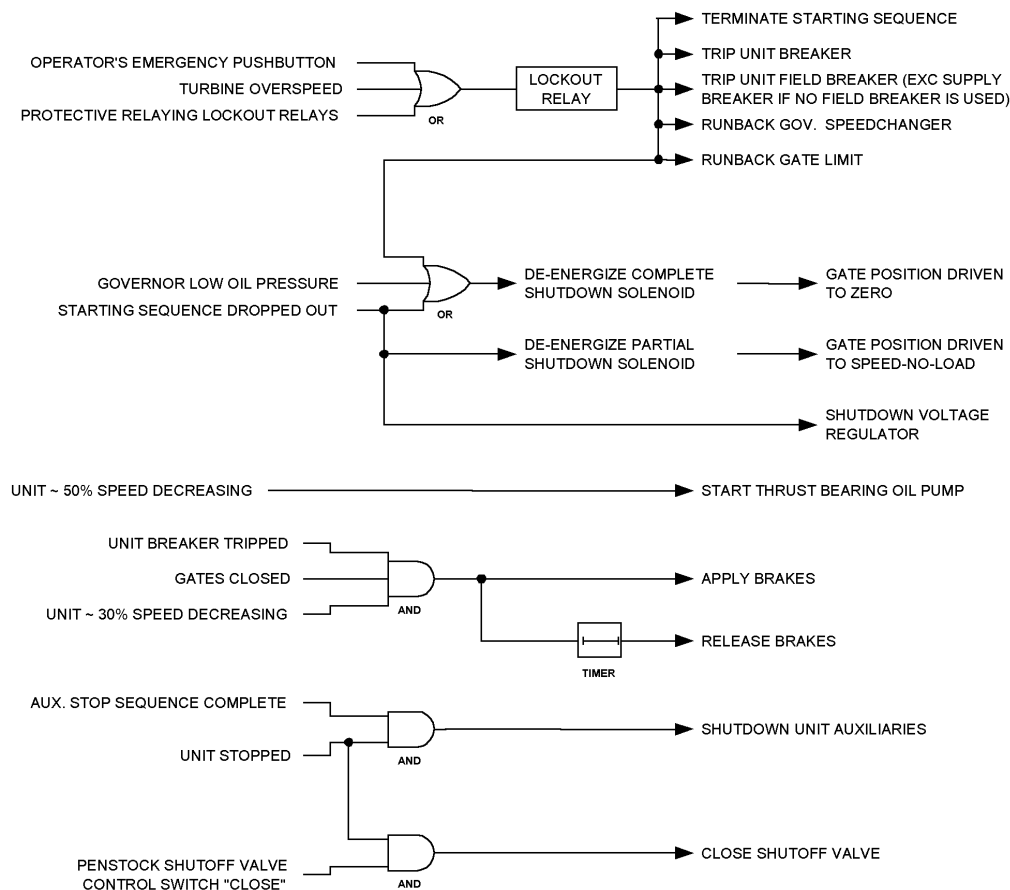 TERMINATE STARTING SEQUENCE
OPERATOR'S EMERGENCY PUSHBUTTON
TRIP UNIT BREAKER
TURBINE OVERSPEED
LOCKOUT
RELAY
TRIP UNIT FIELD BREAKER (EXC SUPPLY
BREAKER IF NO FIELD BREAKER IS USED)
PROTECTIVE RELAYING LOCKOUT RELAYS
OR
RUNBACK GOV. SPEEDCHANGER
RUNBACK GATE LIMIT
GOVERNOR LOW OIL PRESSURE
STARTING SEQUENCE DROPPED OUT
OR
DE-ENERGIZE COMPLETE
SHUTDOWN SOLENOID
GATE POSITION DRIVEN
TO ZERO
DE-ENERGIZE PARTIAL
SHUTDOWN SOLENOID
GATE POSITION DRIVEN
TO SPEED-NO-LOAD
SHUTDOWN VOLTAGE
REGULATOR
UNIT ~ 50% SPEED DECREASING
START THRUST BEARING OIL PUMP
UNIT BREAKER TRIPPED
GATES CLOSED
UNIT ~ 30% SPEED DECREASING
AND
APPLY BRAKES
RELEASE BRAKES
TIMER
AUX. STOP SEQUENCE COMPLETE
UNIT STOPPED
AND
SHUTDOWN UNIT AUXILIARIES
PENSTOCK SHUTOFF VALVE
CONTROL SWITCH "CLOSE"
AND
CLOSE SHUTOFF VALVE